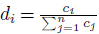 d_i = \frac{c_i}{\sum_{j=1}^{n} c_j}